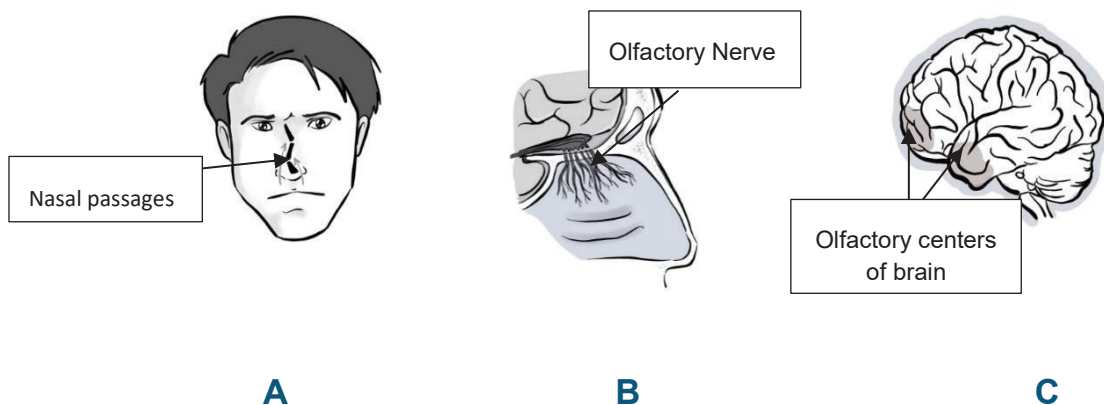 Olfactory Nerve
Nasal passages
Olfactory centers
of brain
A
B
C